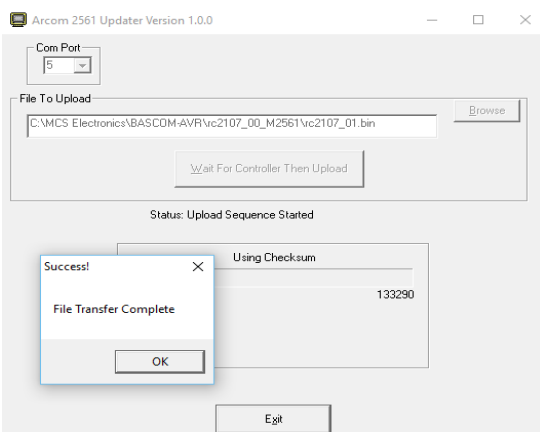 Arcom 2561 Updater Version 1.0.0
Com Port
5
File To Upload
C:\MCS Electronics\BASCOM-AVR\rc2107_00_M2561\rc2107_01.bin
Browse
Wait For Controller Then Upload
Status: Upload Sequence Started
Using Checksum
133290
Success!
File Transfer Complete
OK
Exit